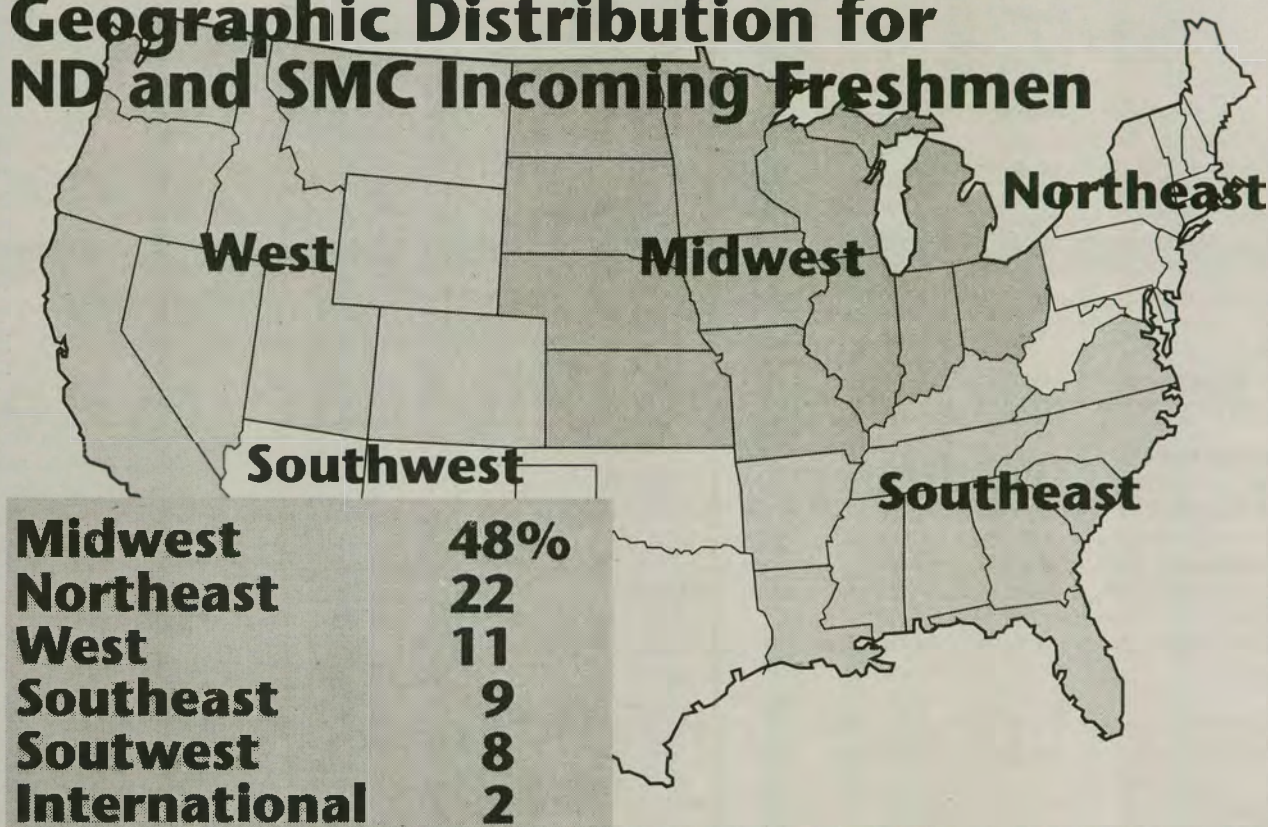 Geographic Distribution for
ND and SMC Incoming Freshmen
Northeast
West
Midwest
Southwest
Southeast
Midwest 48%
Northeast 22
West 11
Southeast 9
Soutwest 8
International 2